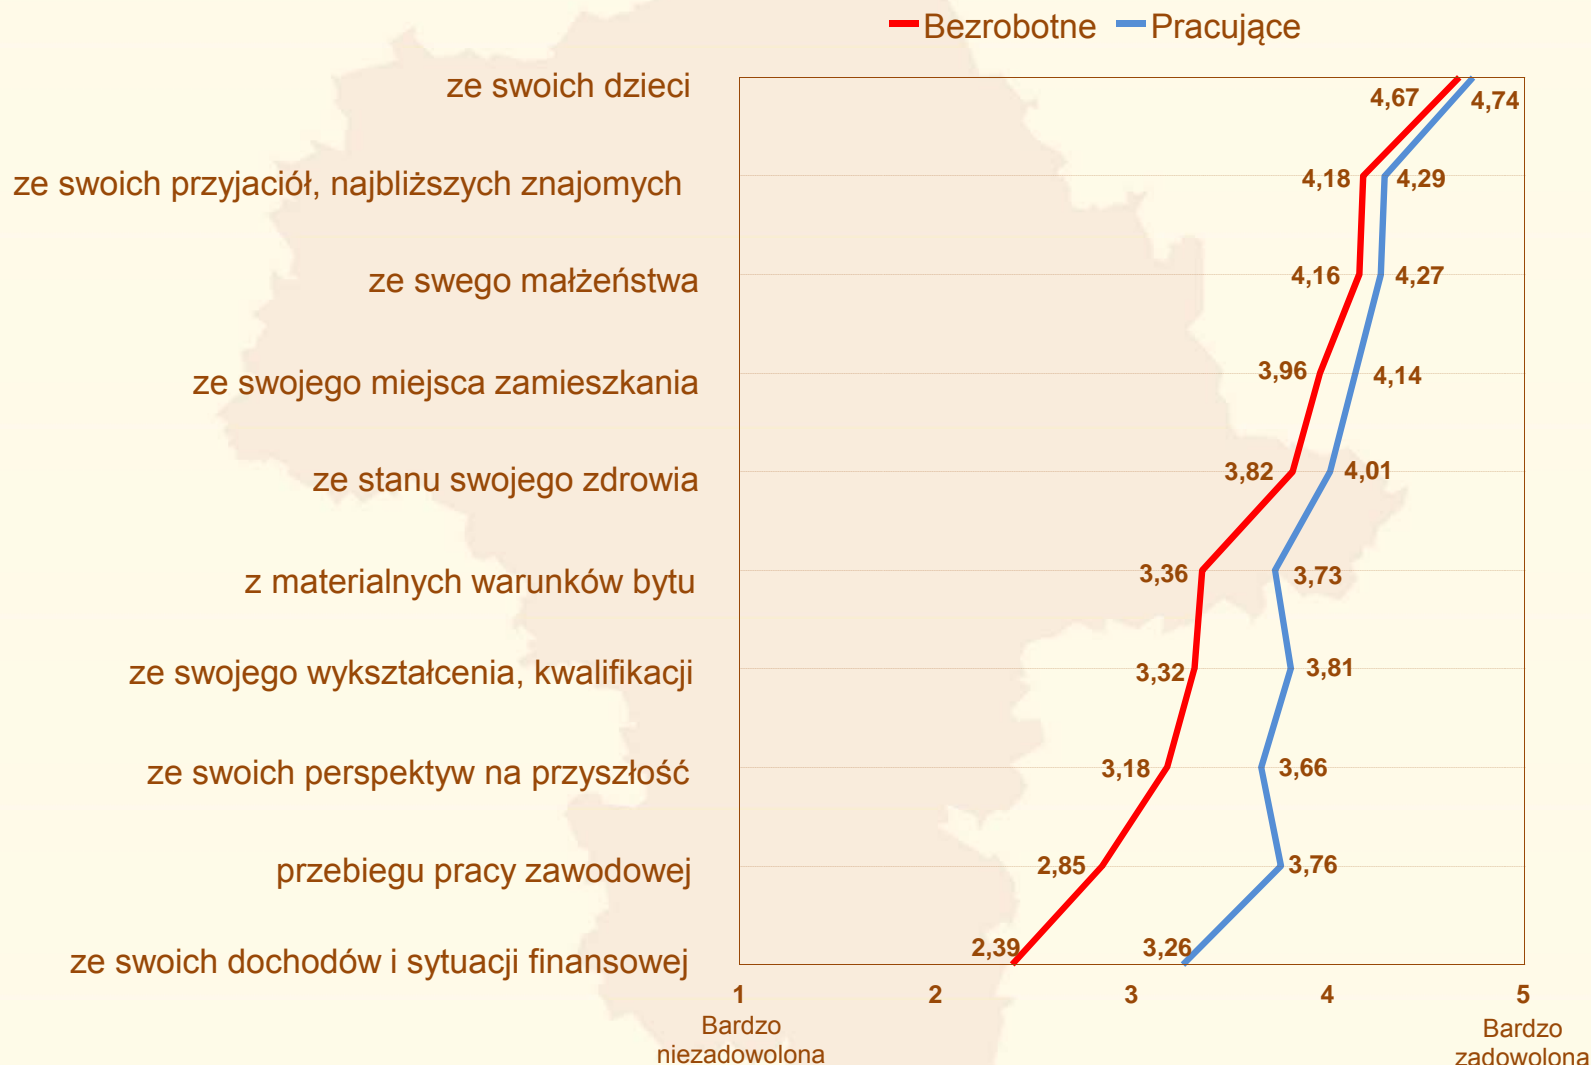 Bezrobotne Pracujące
ze swoich dzieci 4,67 4,74
ze swoich przyjaciół, najbliższych znajomych 4,18 4,29
ze swego małżeństwa 4,16 4,27
ze swojego miejsca zamieszkania 3,96 4,14
ze stanu swojego zdrowia 3,82 4,01
z materialnych warunków bytu 3,36 3,73
ze swojego wykształcenia, kwalifikacji 3,32 3,81
ze swoich perspektyw na przyszłość 3,18 3,66
przebiegu pracy zawodowej 2,85 3,76
ze swoich dochodów i sytuacji finansowej 2,39 3,26
1 2 3 4 5
Bardzo
niezadowolona
Bardzo
zadowolona